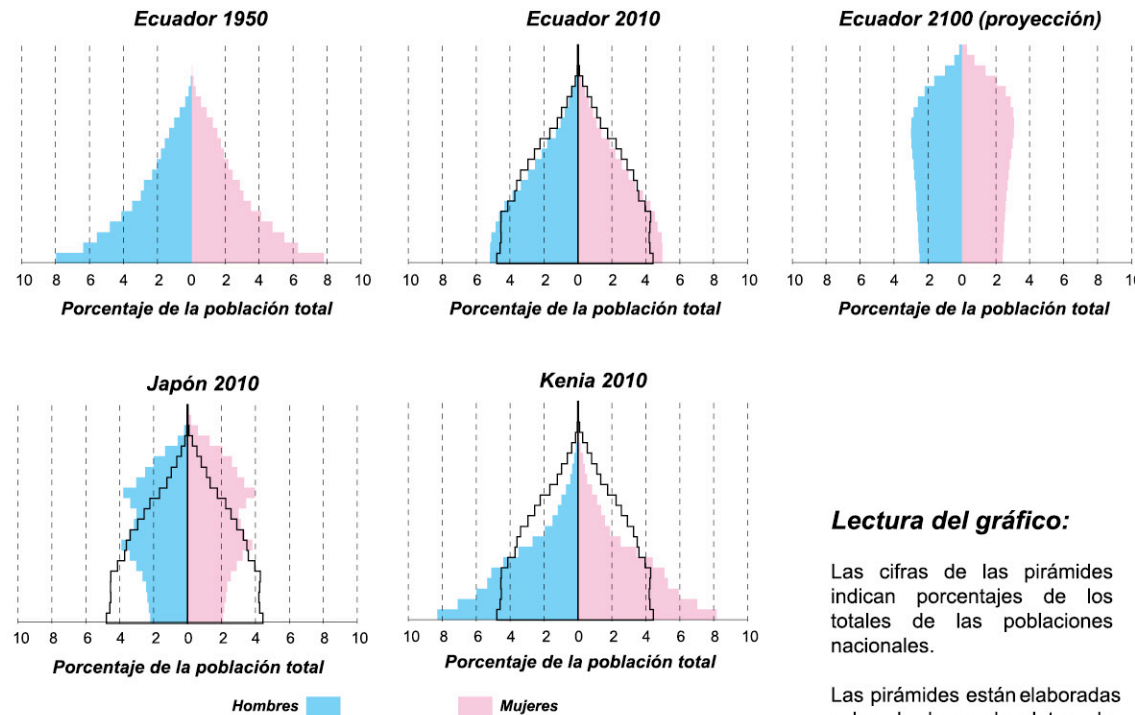 Ecuador 1950
Ecuador 2010
Ecuador 2100 (proyección)
10 8 6 4 2 0 2 4 6 8 10
10 8 6 4 2 0 2 4 6 8 10
10 8 6 4 2 0 2 4 6 8 10
Porcentaje de la población total
Porcentaje de la población total
Porcentaje de la población total
Japón 2010
Kenia 2010
10 8 6 4 2 0 2 4 6 8 10
10 8 6 4 2 0 2 4 6 8 10
Porcentaje de la población total
Porcentaje de la población total
Hombres
Mujeres
Lectura del gráfico:
Las cifras de las pirámides
indican porcentajes de los
totales de las poblaciones
nacionales.
Las pirámides están elaboradas